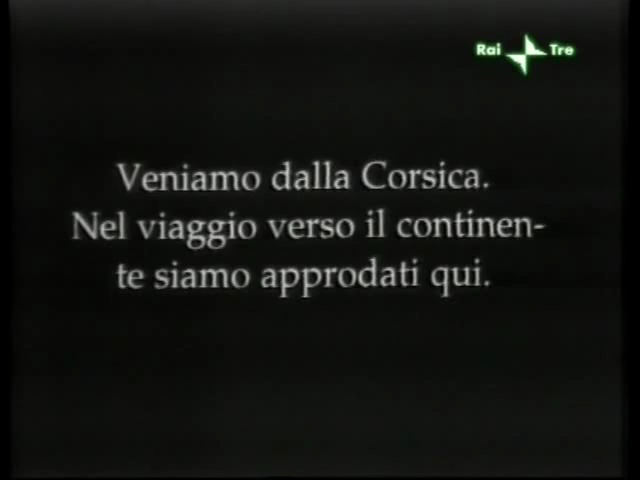 Rai Tre
Veniamo dalla Corsica.
Nel viaggio verso il continen-
te siamo approdati qui.